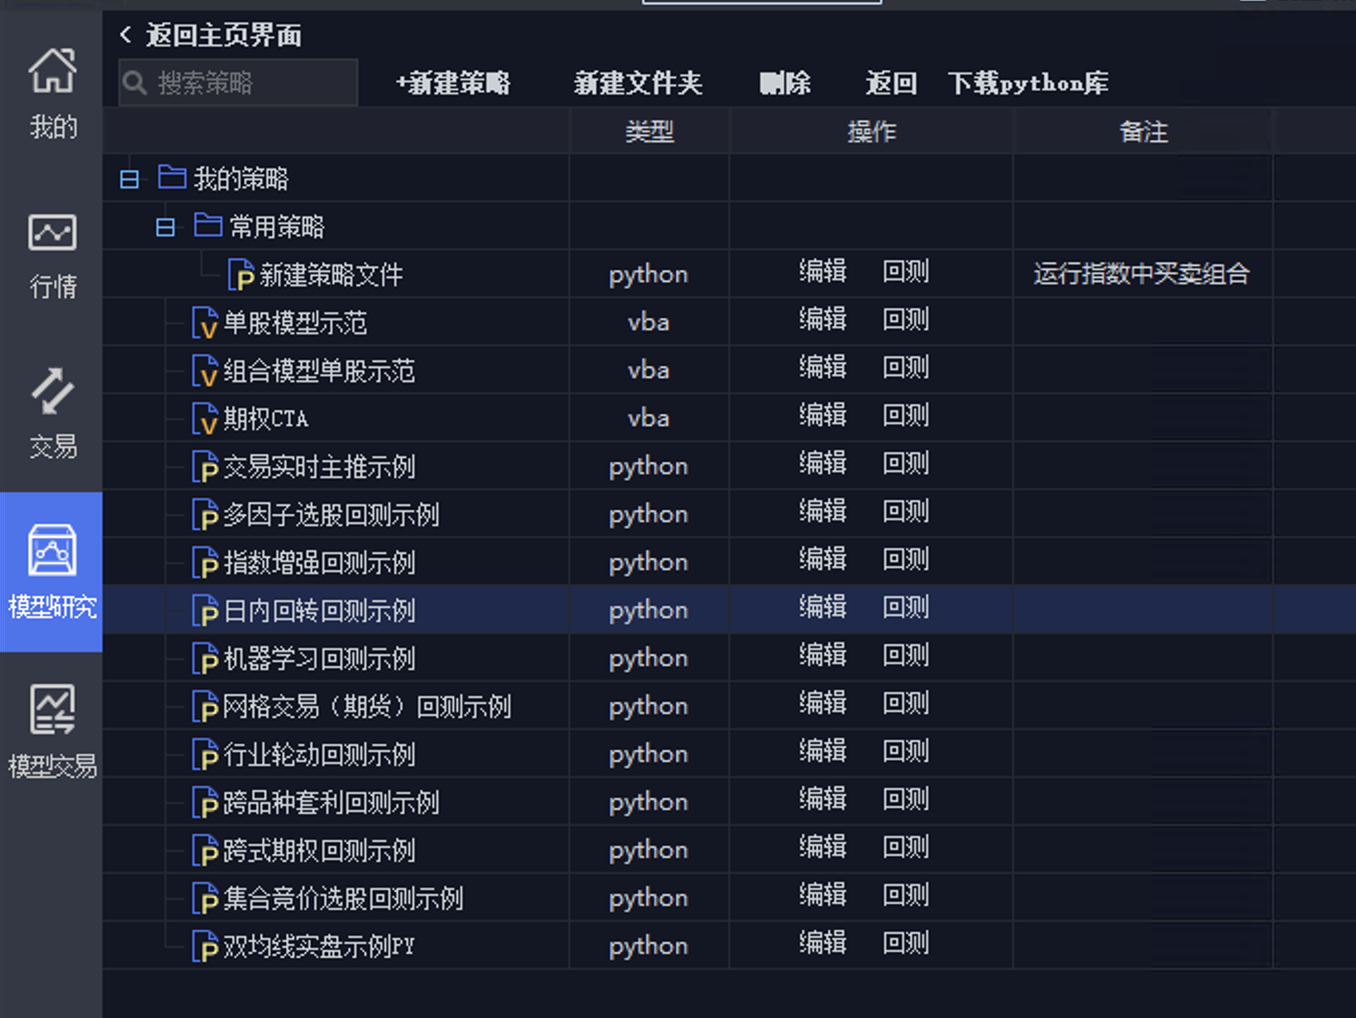 返回主页界面
搜索策略 +新建策略 新建文件夹 删除 返回 下载python库
类型 操作 备注
我的
行情
交易
模型研究
模型交易
我的策略
常用策略
新建策略文件 python 编辑 回测 运行指数中买卖组合
单股模型示范 vba 编辑 回测
组合模型单股示范 vba 编辑 回测
期权CTA vba 编辑 回测
交易实时主推示例 python 编辑 回测
多因子选股回测示例 python 编辑 回测
指数增强回测示例 python 编辑 回测
日内回转回测示例 python 编辑 回测
机器学习回测示例 python 编辑 回测
网格交易（期货）回测示例 python 编辑 回测
行业轮动回测示例 python 编辑 回测
跨品种套利回测示例 python 编辑 回测
跨式期权回测示例 python 编辑 回测
集合竞价选股回测示例 python 编辑 回测
双均线实盘示例PY python 编辑 回测